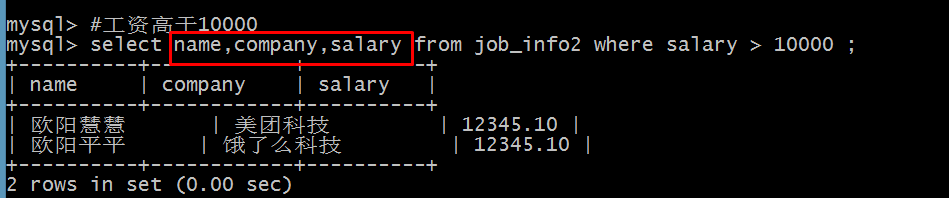 mysql> #工资高于10000
mysql> select name,company,salary from job_info2 where salary > 10000 ;
+----------+----------+----------+
| name | company | salary |
+----------+----------+----------+
| 欧阳慧慧 | 美团科技 | 12345.10 |
| 欧阳平平 | 饿了么科技 | 12345.10 |
+----------+----------+----------+
2 rows in set (0.00 sec)